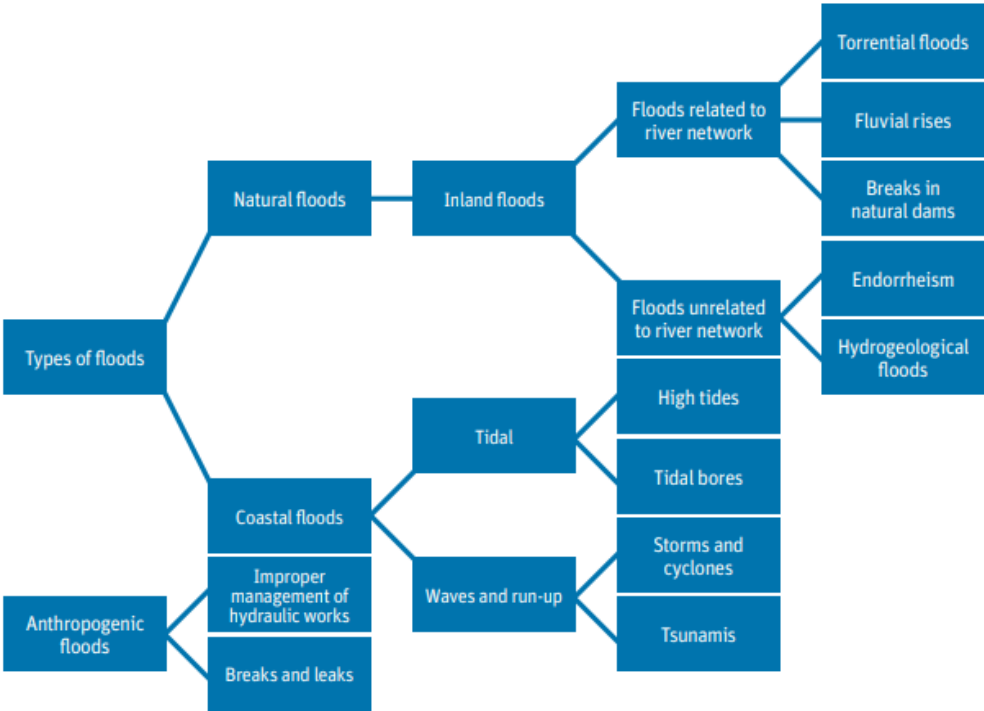 Torrential floods
Floods related to
river network
Fluvial rises
Breaks in
natural dams
Natural floods
Inland floods
Endorrheism
Floods unrelated
to river network
Hydrogeological
floods
Types of floods
High tides
Tidal
Tidal bores
Coastal floods
Storms and
cyclones
Waves and run-up
Tsunamis
Anthropogenic
floods
Improper
management of
hydraulic works
Breaks and leaks